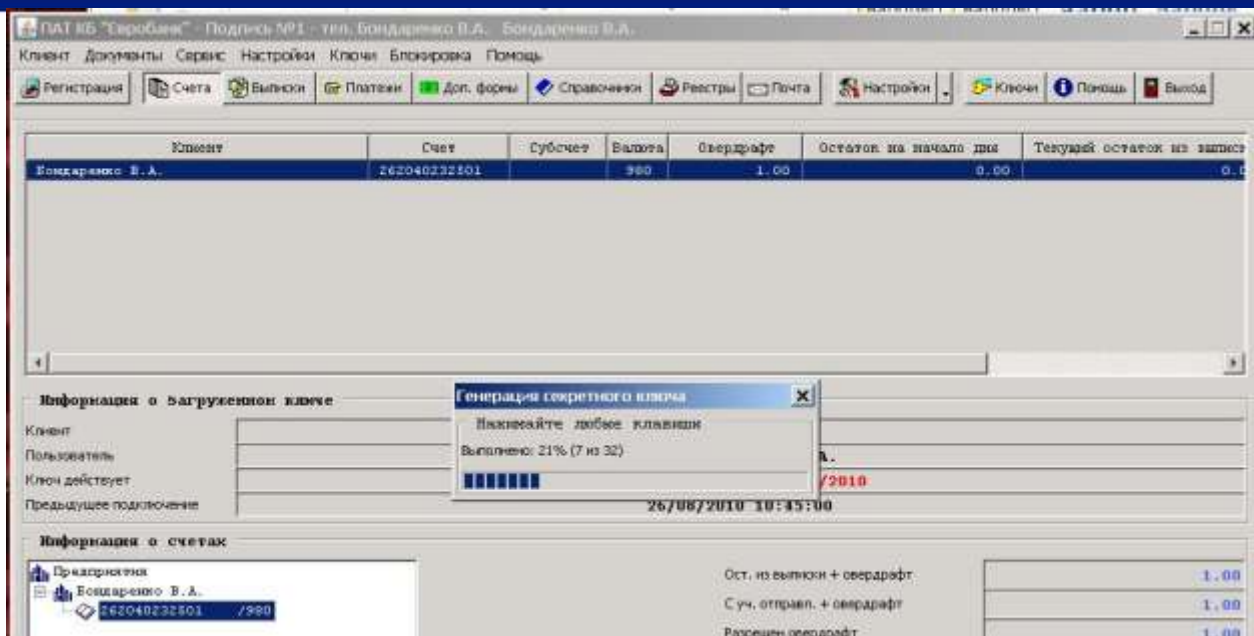 ПАТ КБ "Євробанк" - Подпись №1 - тел. Бондаренко В.А. Бондаренко В.А.
Клиент Документы Сервис Настройки Ключи Блокировка Помощь
Регистрация Счета Выписки Платежи Доп. формы Справочники Реестры Почта Настройки Ключи Помощь Выход
Клиент Счет Субсчет Валюта Овердрафт Остаток на начало дня Текущий остаток из
Бондаренко В.А. 262040232501 980 1.00 0.00 0.0
Информация о загруженном ключе
Клиент
Пользователь А.
Ключ действует /2010
Предыдущее подключение 26/08/2010 10:45:00
Генерация секретного ключа
Нажимайте любые клавиши
Выполнено: 21% (7 из 32)
Информация о счетах
Предприятия
Бондаренко В.А.
262040232501 /980
Ост. из выписки + овердрафт 1.00
С уч. отправл. + овердрафт 1.00
Разрешен овердрафт 1.00